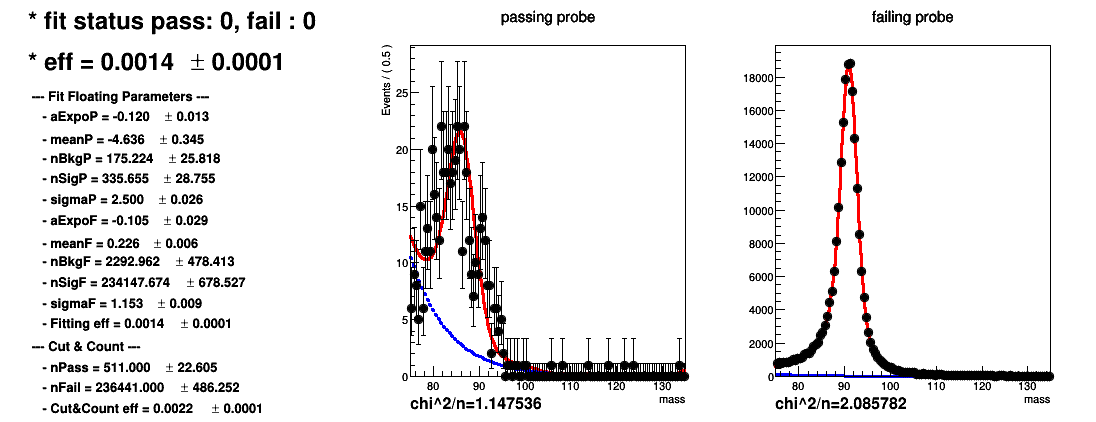 * fit status pass: 0, fail : 0
* eff = 0.0014 ± 0.0001
--- Fit Floating Parameters ---
- aExpoP = -0.120 ± 0.013
- meanP = -4.636 ± 0.345
- nBkgP = 175.224 ± 25.818
- nSigP = 335.655 ± 28.755
- sigmaP = 2.500 ± 0.026
- aExpoF = -0.105 ± 0.029
- meanF = 0.226 ± 0.006
- nBkgF = 2292.962 ± 478.413
- nSigF = 234147.674 ± 678.527
- sigmaF = 1.153 ± 0.009
- Fitting eff = 0.0014 ± 0.0001
--- Cut & Count ---
- nPass = 511.000 ± 22.605
- nFail = 236441.000 ± 486.252
- Cut&Count eff = 0.0022 ± 0.0001
passing probe
Events / ( 0.5 )
25
20
15
10
5
0
80 90 100 110 120 130
mass
chi^2/n=1.147536
failing probe
18000
16000
14000
12000
10000
8000
6000
4000
2000
0
80 90 100 110 120 130
mass
chi^2/n=2.085782